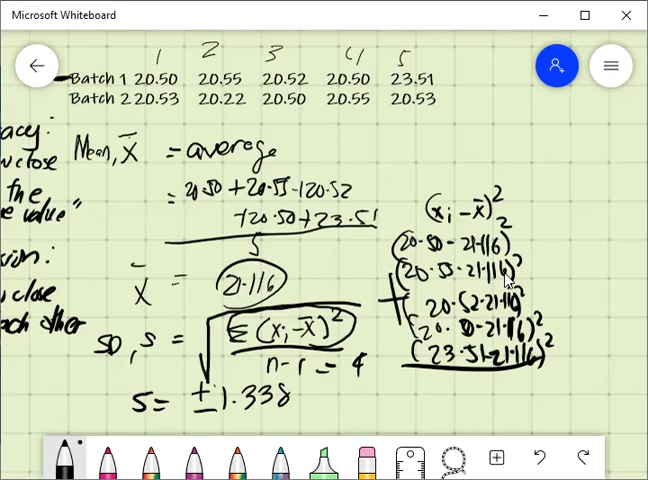 Microsoft Whiteboard
1 2 3 4 5
Batch 1 20.50 20.55 20.52 20.50 23.51
Batch 2 20.53 20.22 20.50 20.55 20.53
acy:
close
the
value"
sion:
close
each other
Mean, x̄ = average
= 20.50 + 20.55 + 20.52
+20.50+23.51
5
x̄ = 21.116
SD, s = √ Σ(xi-x̄)²
n-1 = 4
S = ± 1.338
(xi - x̄)²
(20.50 - 21.116)²
(20.55-21.116)²
+
(20.52-21.116)²
(20.50-21.116)²
(23.51-21.116)²